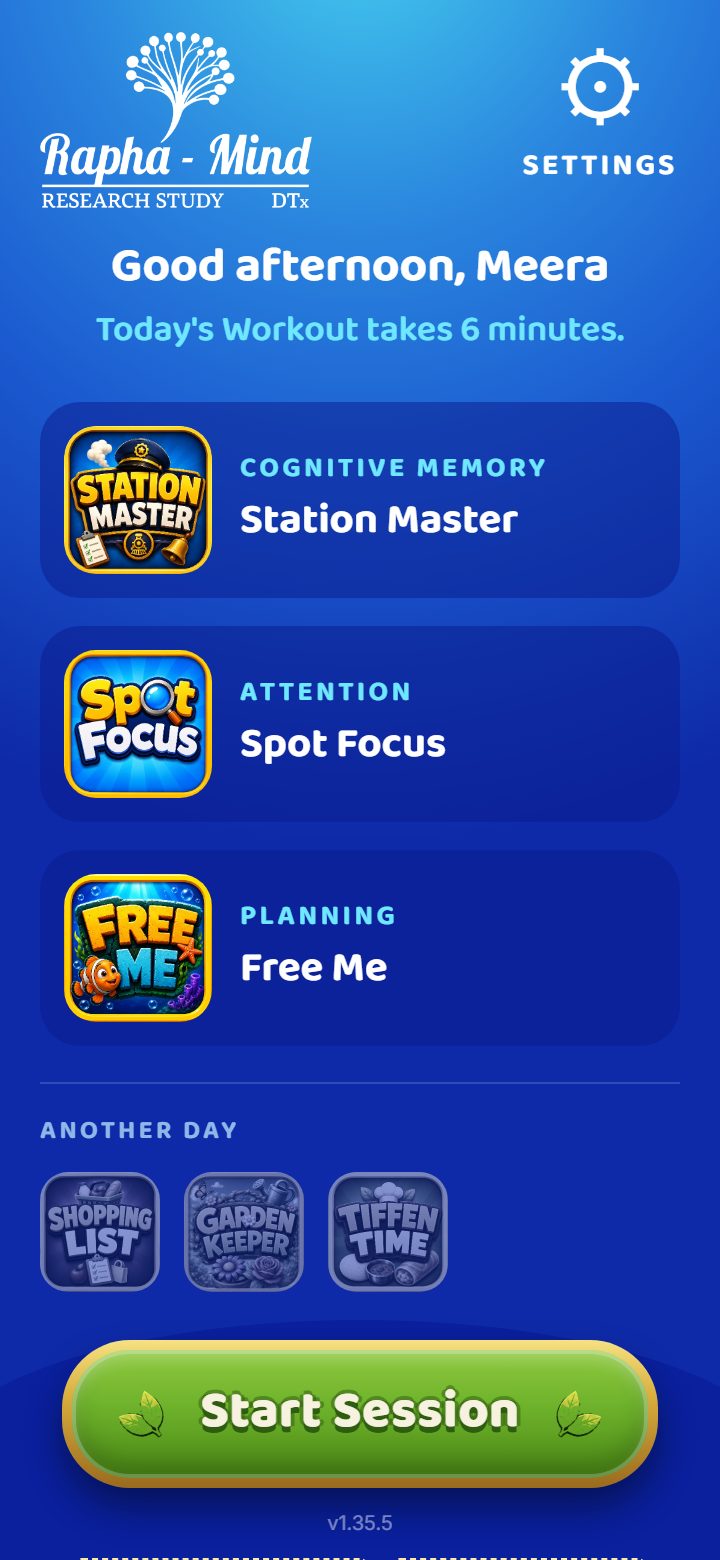 Rapha - Mind
RESEARCH STUDY DTx
SETTINGS
Good afternoon, Meera
Today's Workout takes 6 minutes.
STATION
MASTER
COGNITIVE MEMORY
Station Master
Spot
Focus
ATTENTION
Spot Focus
FREE
ME
PLANNING
Free Me
ANOTHER DAY
SHOPPING
LIST
GARDEN
KEEPER
TIFFEN
TIME
Start Session
v1.35.5